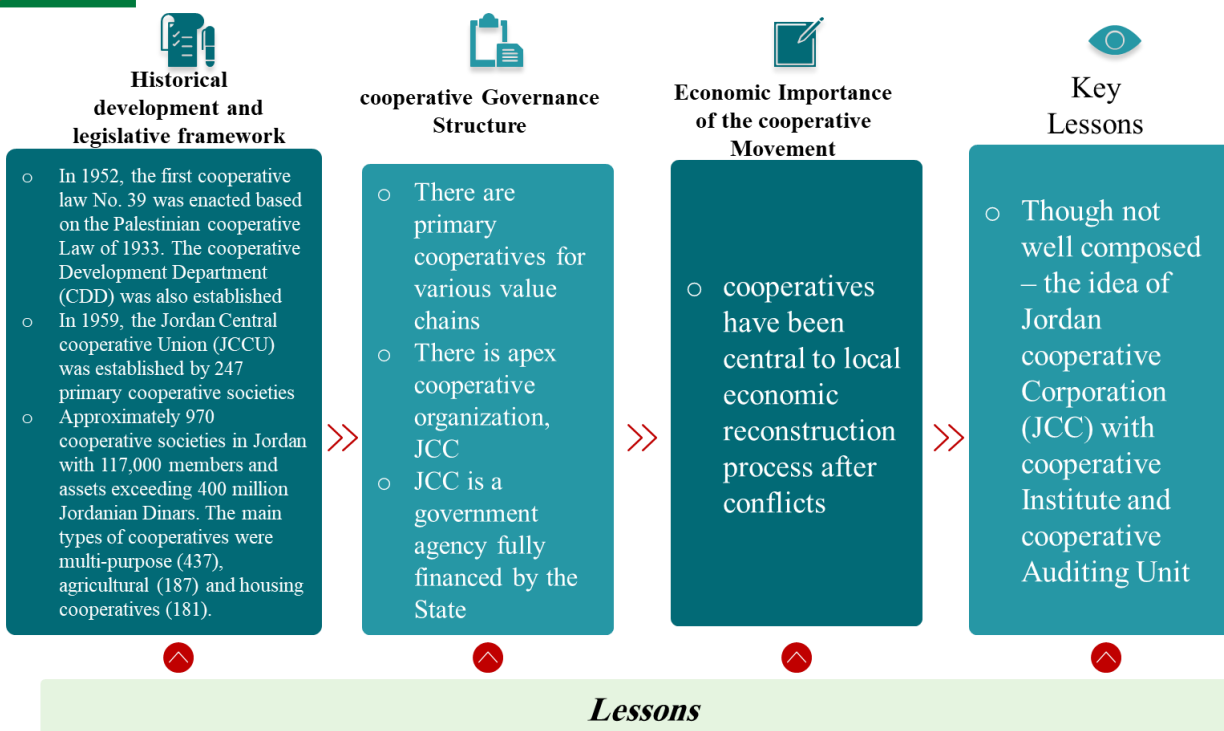 Historical
development and
legislative framework
o In 1952, the first cooperative
law No. 39 was enacted based
on the Palestinian cooperative
Law of 1933. The cooperative
Development Department
(CDD) was also established
o In 1959, the Jordan Central
cooperative Union (JCCU)
was established by 247
primary cooperative societies
o Approximately 970
cooperative societies in Jordan
with 117,000 members and
assets exceeding 400 million
Jordanian Dinars. The main
types of cooperatives were
multi-purpose (437),
agricultural (187) and housing
cooperatives (181).
cooperative Governance
Structure
o There are
primary
cooperatives for
various value
chains
o There is apex
cooperative
organization,
JCC
o JCC is a
government
agency fully
financed by the
State
Economic Importance
of the cooperative
Movement
o cooperatives
have been
central to local
economic
reconstruction
process after
conflicts
Key
Lessons
o Though not
well composed
– the idea of
Jordan
cooperative
Corporation
(JCC) with
cooperative
Institute and
cooperative
Auditing Unit
Lessons